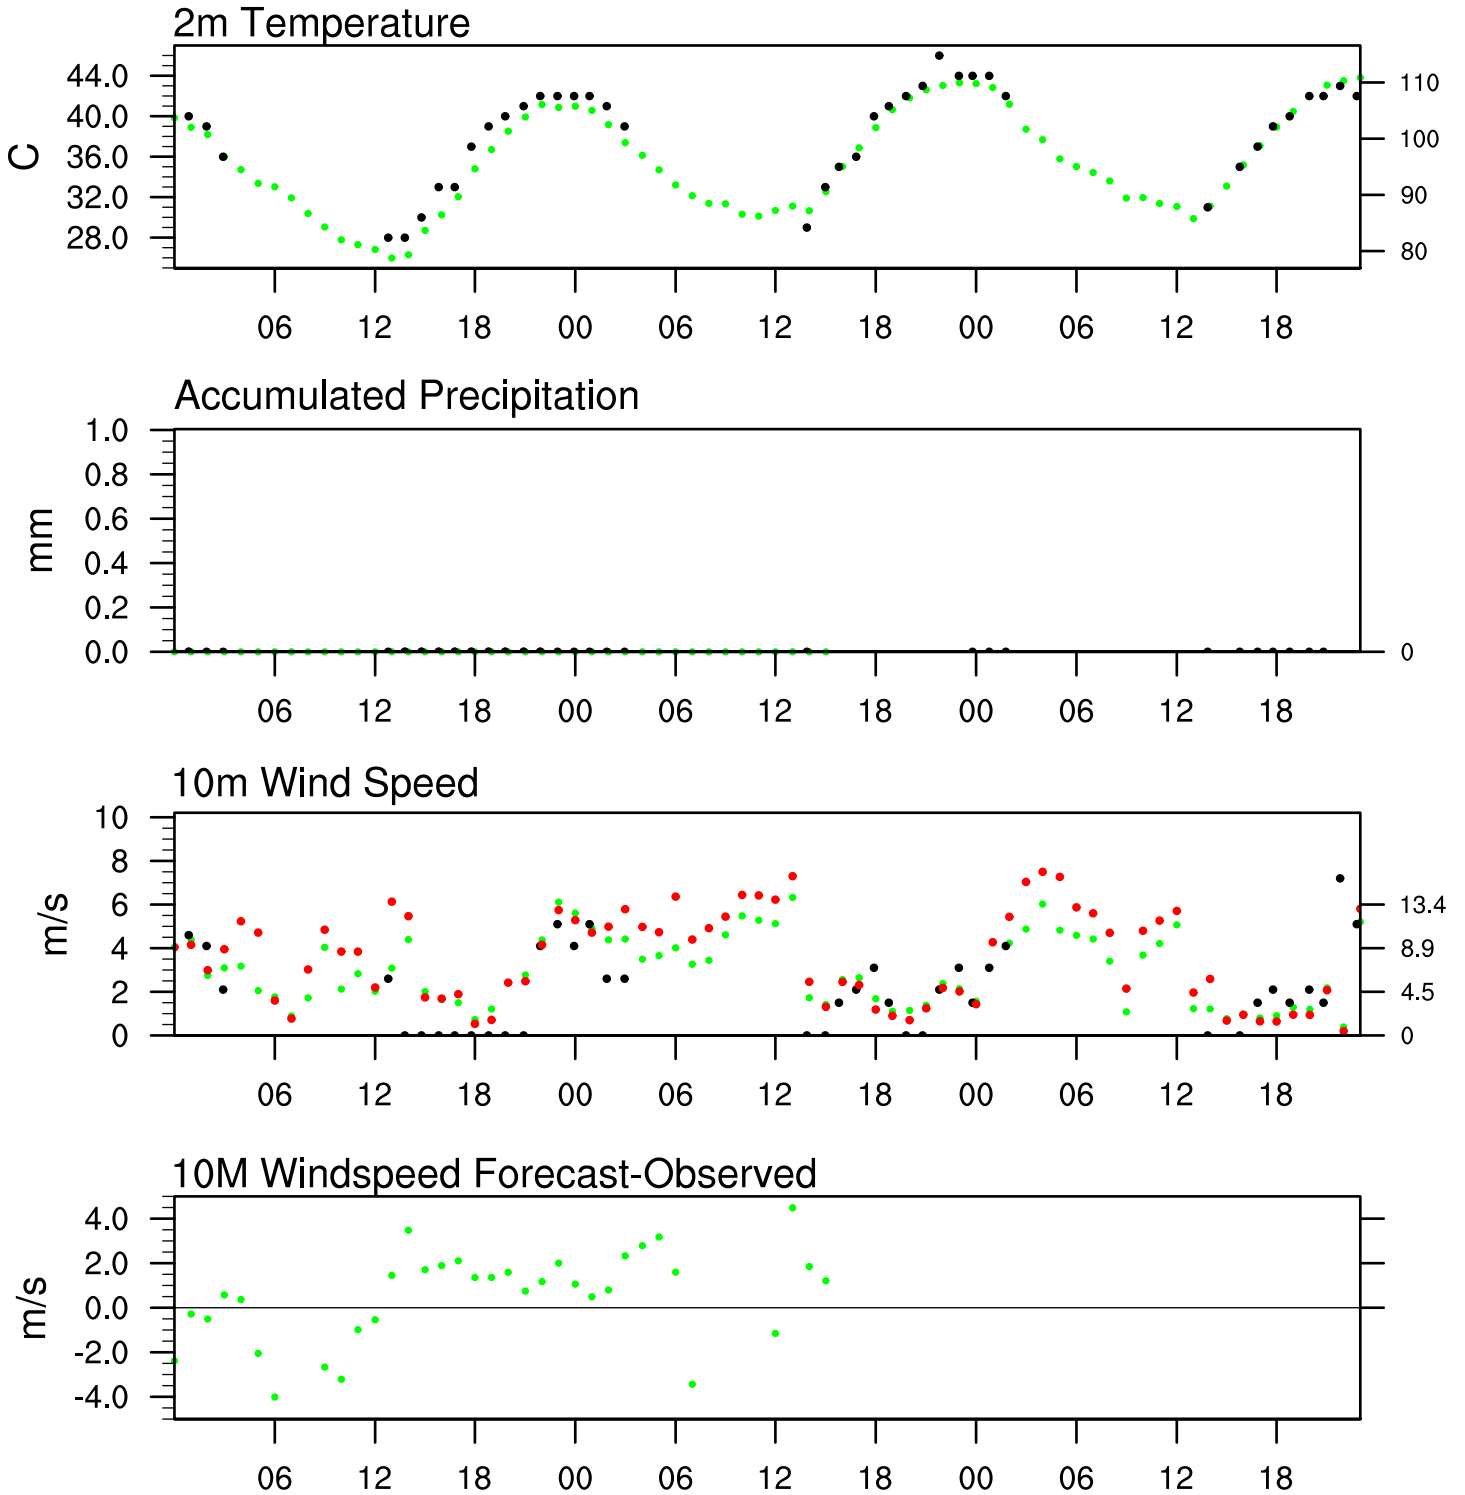 2m Temperature
44.0
40.0
36.0
32.0
28.0
C
110
100
90
80
06 12 18 00 06 12 18 00 06 12 18
Accumulated Precipitation
1.0
0.8
0.6
0.4
0.2
0.0
mm
0
06 12 18 00 06 12 18 00 06 12 18
10m Wind Speed
10
8
6
4
2
0
m/s
13.4
8.9
4.5
0
06 12 18 00 06 12 18 00 06 12 18
10M Windspeed Forecast-Observed
4.0
2.0
0.0
-2.0
-4.0
m/s
06 12 18 00 06 12 18 00 06 12 18